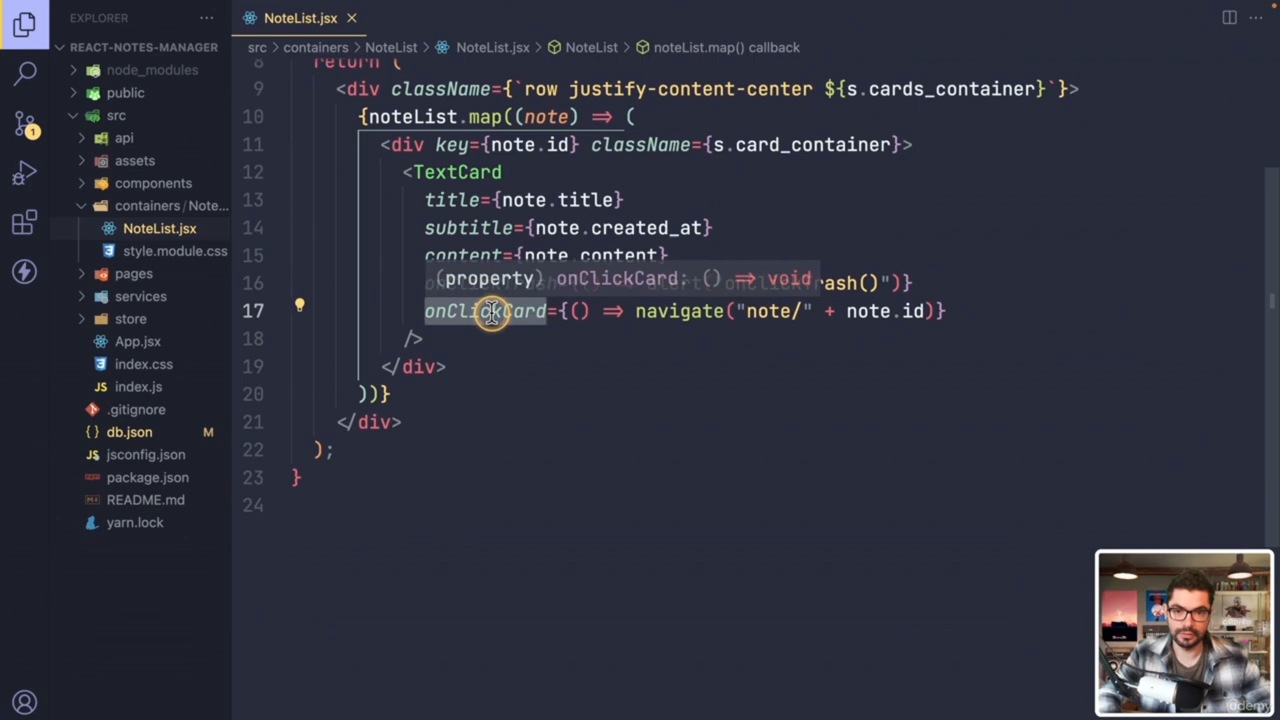 EXPLORER
REACT-NOTES-MANAGER
node_modules
public
src
api
assets
components
containers / Note...
NoteList.jsx
style.module.css
pages
services
store
App.jsx
index.css
index.js
.gitignore
db.json M
jsconfig.json
package.json
README.md
yarn.lock
1
NoteList.jsx
src > containers > NoteList > NoteList.jsx > NoteList > noteList.map() callback
8 return (
9 <div className={`row justify-content-center ${s.cards_container}`}>
10 {noteList.map((note) => (
11 <div key={note.id} className={s.card_container}>
12 <TextCard
13 title={note.title}
14 subtitle={note.created_at}
15 content={note.content}
(property) onClickCard: () => void
16 rash()")}
17 onClickCard={() => navigate("note/" + note.id)}
18 />
19 </div>
20 ))}
21 </div>
22 );
23 }
24
udemy